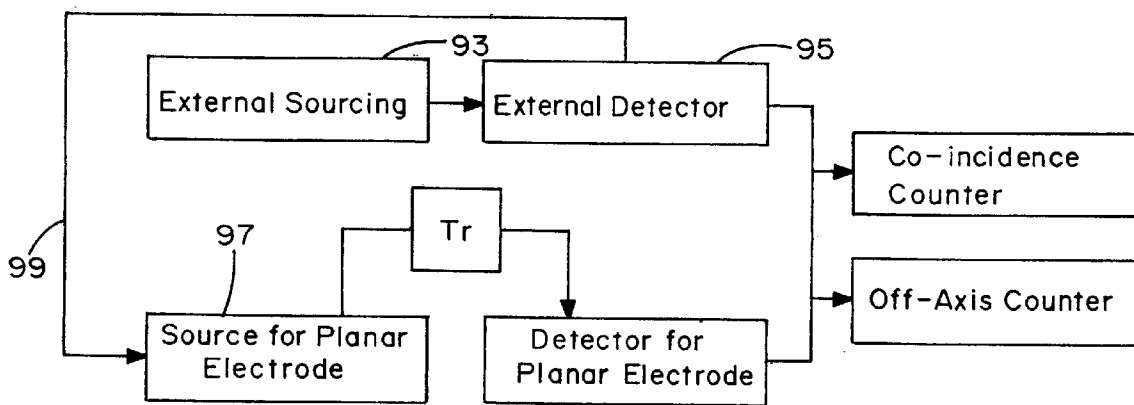 93
95
External Sourcing
External Detector
Co-incidence
Counter
Tr
97
99
Off-Axis Counter
Source for Planar
Electrode
Detector for
Planar Electrode